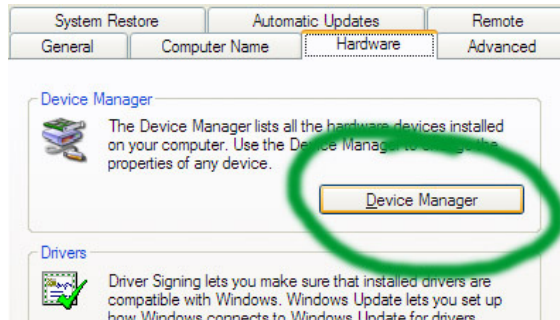 System Restore Automatic Updates Remote
General Computer Name Hardware Advanced
Device Manager
The Device Manager lists all the hardware devices installed
on your computer. Use the Device Manager to change the
properties of any device.
Device Manager
Drivers
Driver Signing lets you make sure that installed drivers are
compatible with Windows. Windows Update lets you set up
how Windows connects to Windows Update for drivers.